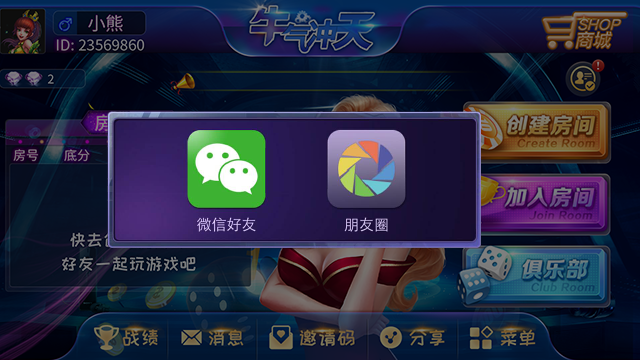 小熊
ID: 23569860
牛气冲天
SHOP
商城
2
房
房号 底分
创建房间
Create Room
微信好友
朋友圈
加入房间
Join Room
快去
好友一起玩游戏吧
俱乐部
Club Room
战绩
消息
邀请码
分享
菜单